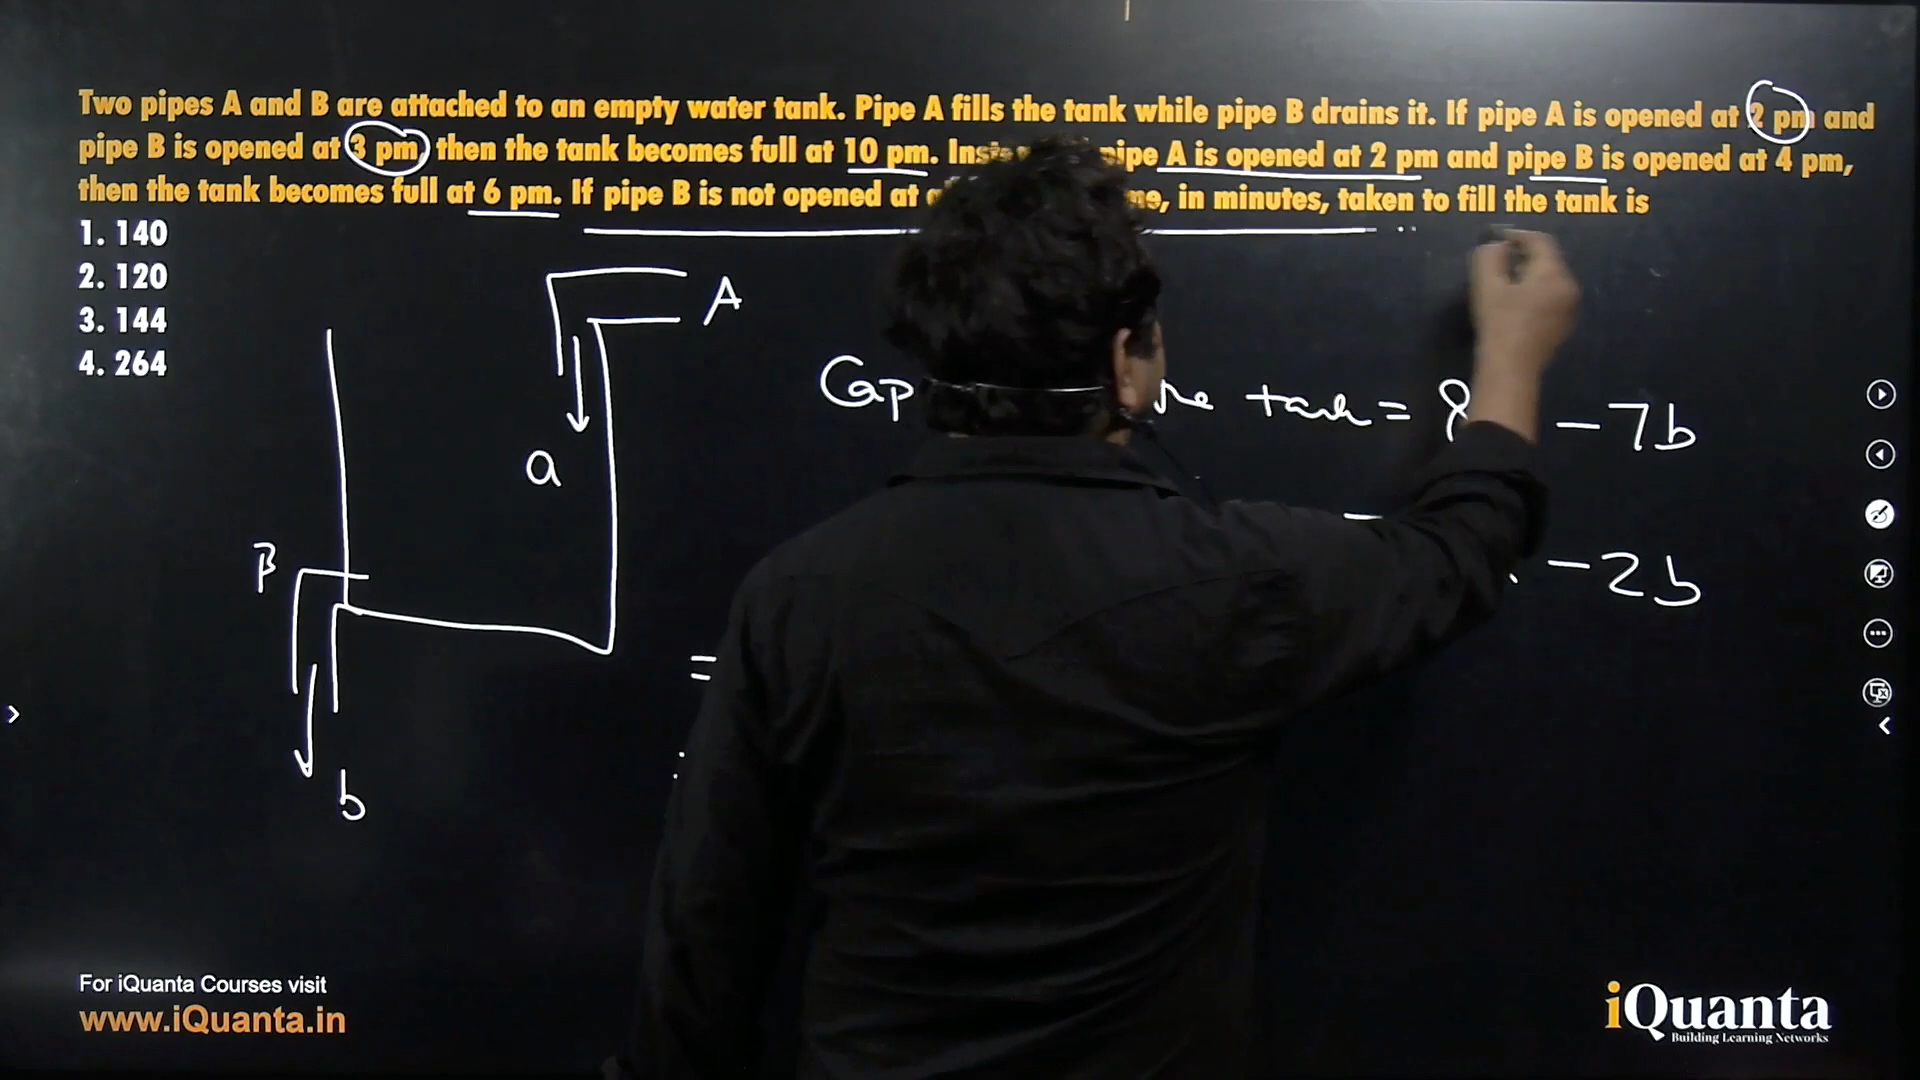 Two pipes A and B are attached to an empty water tank. Pipe A fills the tank while pipe B drains it. If pipe A is opened at 2 pm and
pipe B is opened at 3 pm, then the tank becomes full at 10 pm. A is opened at 2 pm and pipe B is opened at 4 pm,
then the tank becomes full at 6 pm. If pipe B is not opened at in minutes, taken to fill the tank is
1. 140
2. 120
3. 144
4. 264
A
a
B
b
Cap tank = 8 - 7b
- 2b
=
For iQuanta Courses visit
www.iQuanta.in
iQuanta
Building Learning Networks